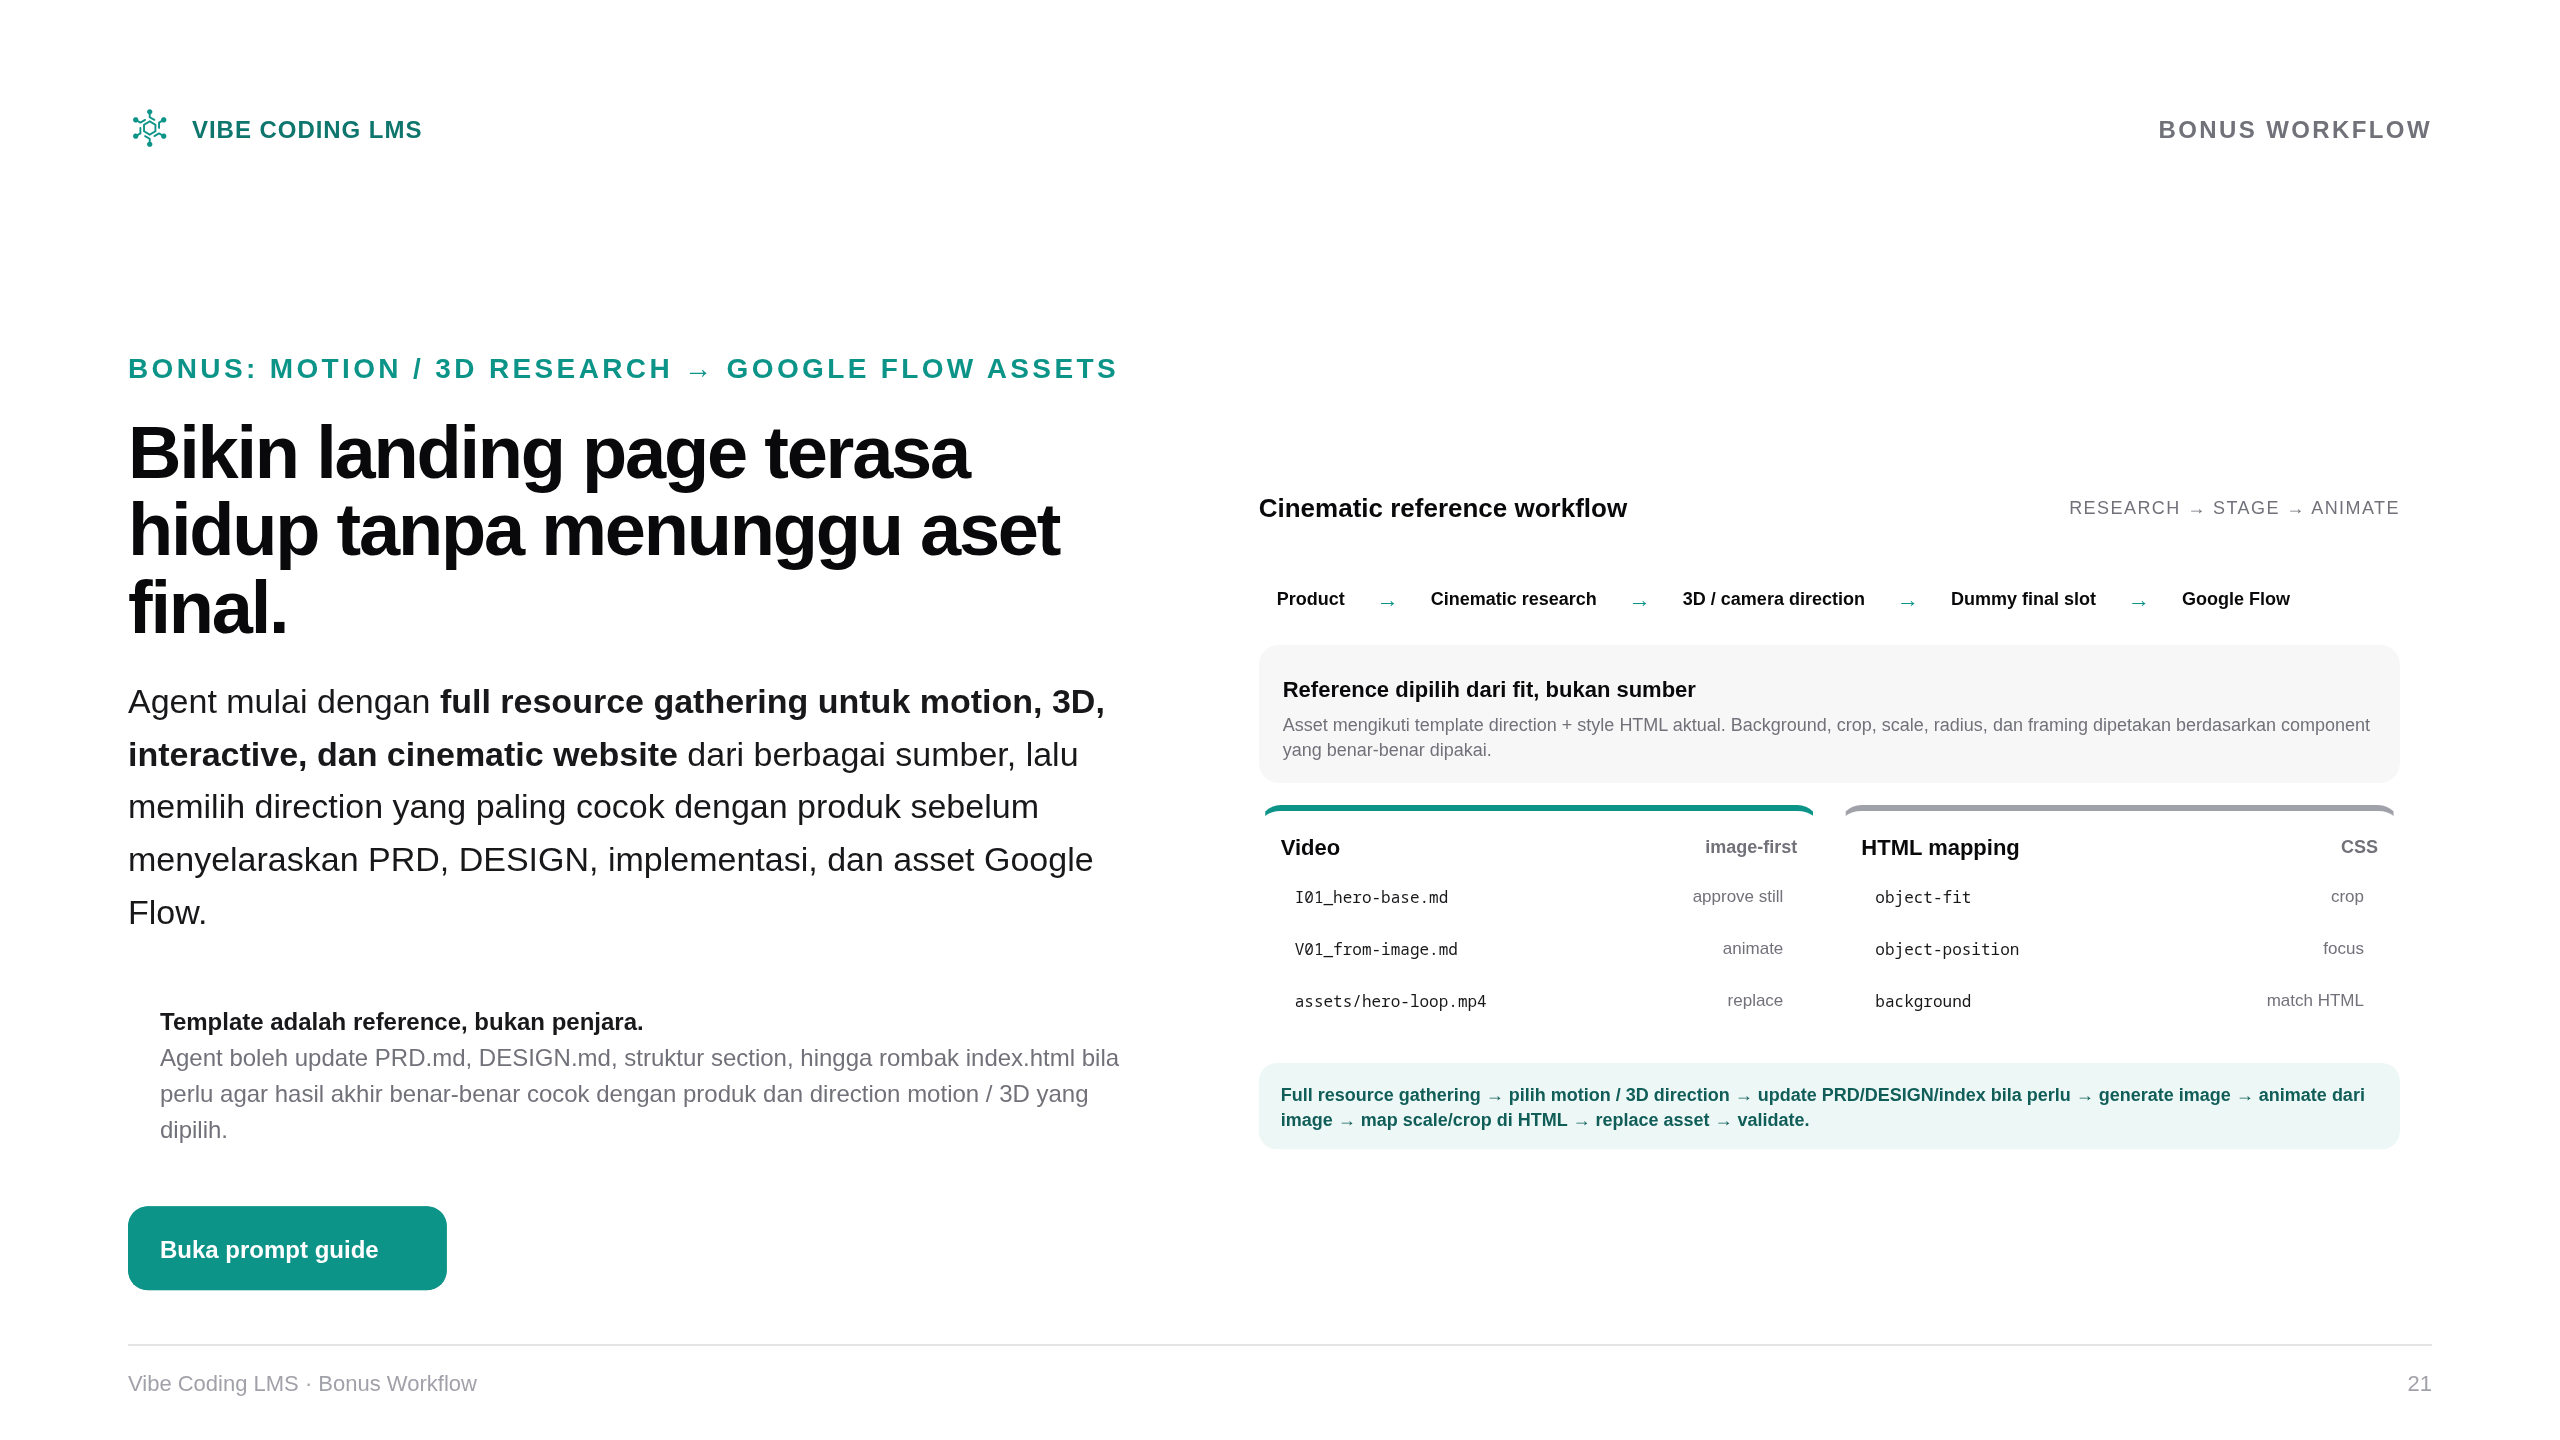 VIBE CODING LMS
BONUS WORKFLOW
BONUS: MOTION / 3D RESEARCH → GOOGLE FLOW ASSETS
Bikin landing page terasa
hidup tanpa menunggu aset
final.
Agent mulai dengan full resource gathering untuk motion, 3D,
interactive, dan cinematic website dari berbagai sumber, lalu
memilih direction yang paling cocok dengan produk sebelum
menyelaraskan PRD, DESIGN, implementasi, dan asset Google
Flow.
Template adalah reference, bukan penjara.
Agent boleh update PRD.md, DESIGN.md, struktur section, hingga rombak index.html bila
perlu agar hasil akhir benar-benar cocok dengan produk dan direction motion / 3D yang
dipilih.
Buka prompt guide
Cinematic reference workflow
RESEARCH → STAGE → ANIMATE
Product → Cinematic research → 3D / camera direction → Dummy final slot → Google Flow
Reference dipilih dari fit, bukan sumber
Asset mengikuti template direction + style HTML aktual. Background, crop, scale, radius, dan framing dipetakan berdasarkan component
yang benar-benar dipakai.
Video image-first
I01_hero-base.md approve still
V01_from-image.md animate
assets/hero-loop.mp4 replace
HTML mapping CSS
object-fit crop
object-position focus
background match HTML
Full resource gathering → pilih motion / 3D direction → update PRD/DESIGN/index bila perlu → generate image → animate dari
image → map scale/crop di HTML → replace asset → validate.
Vibe Coding LMS · Bonus Workflow
21